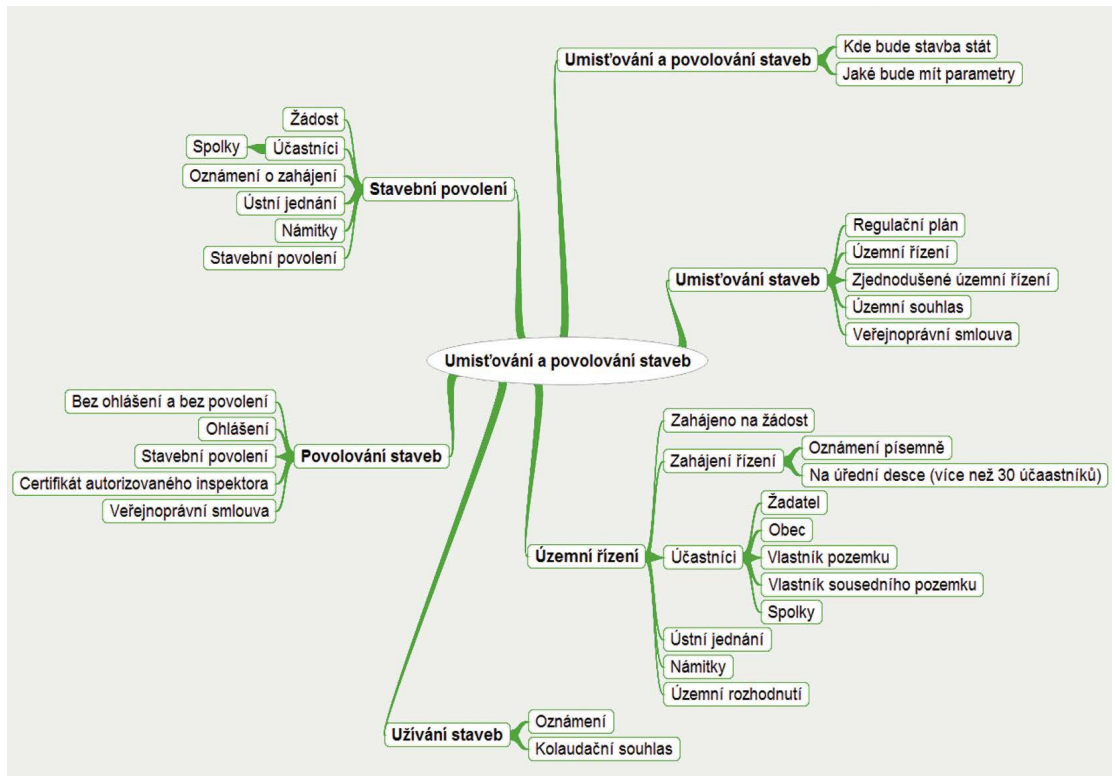 Umisťování a povolování staveb
Kde bude stavba stát
Jaké bude mít parametry
Žádost
Spolky
Účastníci
Oznámení o zahájení
Ústní jednání
Námitky
Stavební povolení
Stavební povolení
Umisťování staveb
Regulační plán
Územní řízení
Zjednodušené územní řízení
Územní souhlas
Veřejnoprávní smlouva
Umisťování a povolování staveb
Bez ohlášení a bez povolení
Ohlášení
Stavební povolení
Certifikát autorizovaného inspektora
Veřejnoprávní smlouva
Povolování staveb
Územní řízení
Zahájeno na žádost
Zahájení řízení
Oznámení písemně
Na úřední desce (více než 30 účaastníků)
Účastníci
Žadatel
Obec
Vlastník pozemku
Vlastník sousedního pozemku
Spolky
Ústní jednání
Námitky
Územní rozhodnutí
Užívání staveb
Oznámení
Kolaudační souhlas